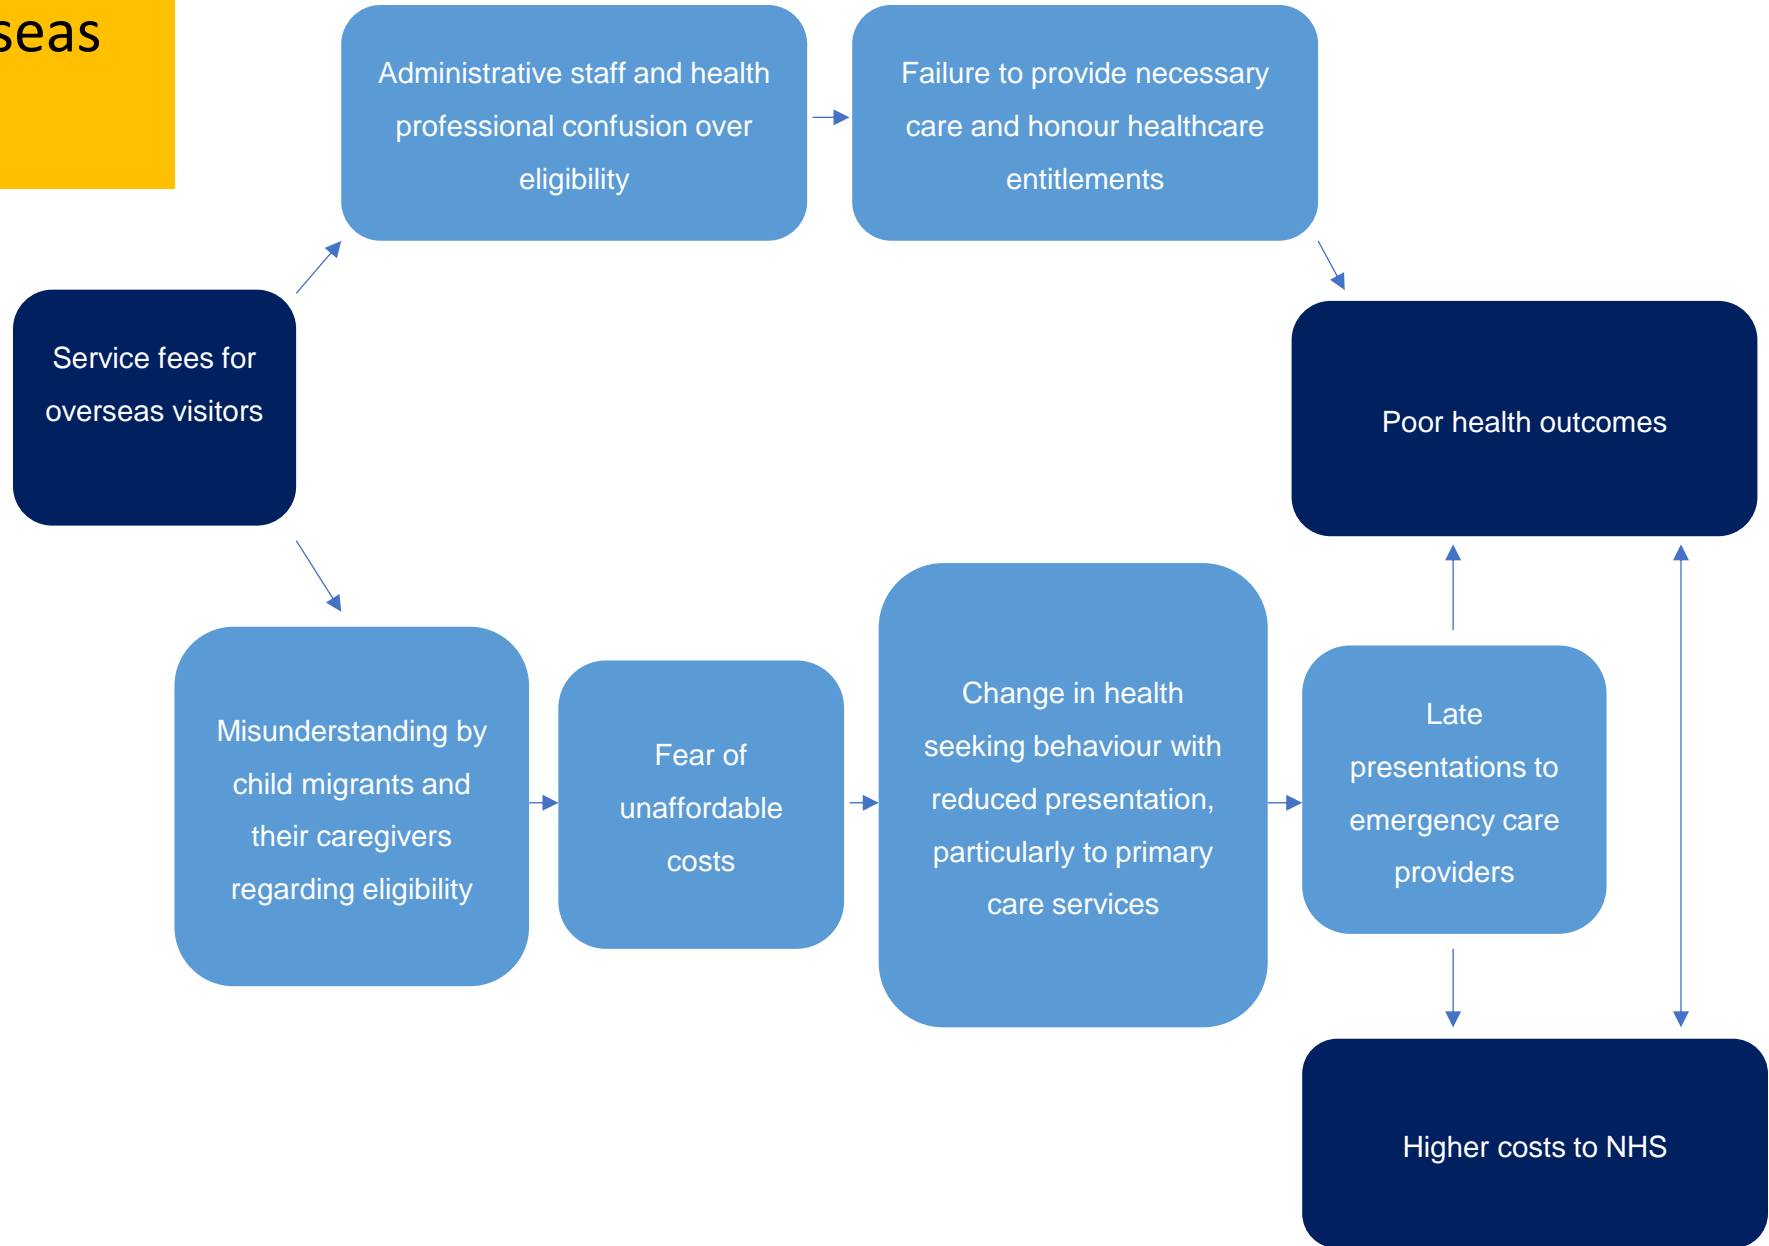 Administrative staff and health
professional confusion over
eligibility
Failure to provide necessary
care and honour healthcare
entitlements
Service fees for
overseas visitors
Poor health outcomes
Misunderstanding by
child migrants and
their caregivers
regarding eligibility
Fear of
unaffordable
costs
Change in health
seeking behaviour with
reduced presentation,
particularly to primary
care services
Late
presentations to
emergency care
providers
Higher costs to NHS